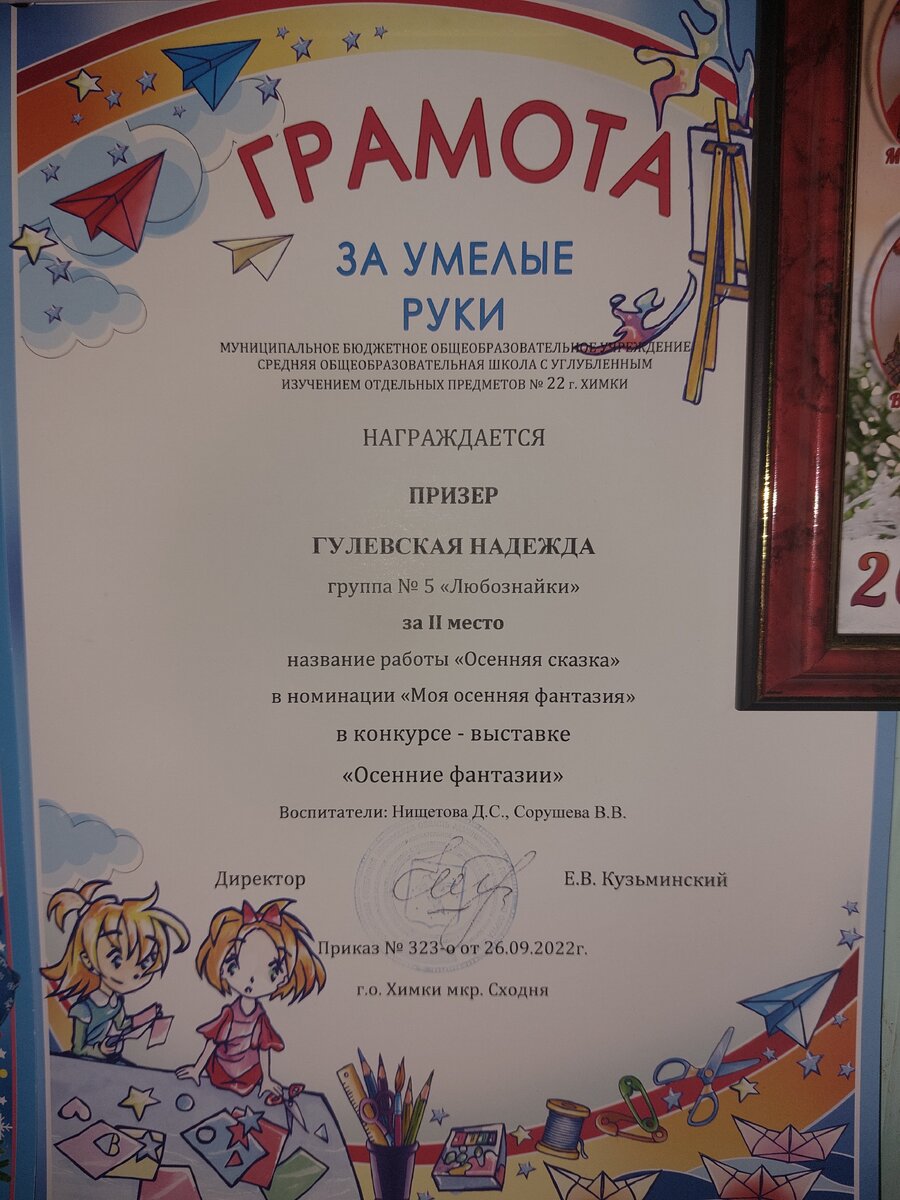 ГРАМОТА
ЗА УМЕЛЫЕ
РУКИ
МУНИЦИПАЛЬНОЕ БЮДЖЕТНОЕ ОБЩЕОБРАЗОВАТЕЛЬНОЕ УЧРЕЖДЕНИЕ
СРЕДНЯЯ ОБЩЕОБРАЗОВАТЕЛЬНАЯ ШКОЛА С УГЛУБЛЕННЫМ
ИЗУЧЕНИЕМ ОТДЕЛЬНЫХ ПРЕДМЕТОВ № 22 г. ХИМКИ
НАГРАЖДАЕТСЯ
ПРИЗЕР
ГУЛЕВСКАЯ НАДЕЖДА
группа № 5 «Любознайки»
за II место
название работы «Осенняя сказка»
в номинации «Моя осенняя фантазия»
в конкурсе - выставке
«Осенние фантазии»
Воспитатели: Нищетова Д.С., Сорушева В.В.
Директор Е.В. Кузьминский
Приказ № 323-о от 26.09.2022г.
г.о. Химки мкр. Сходня
В